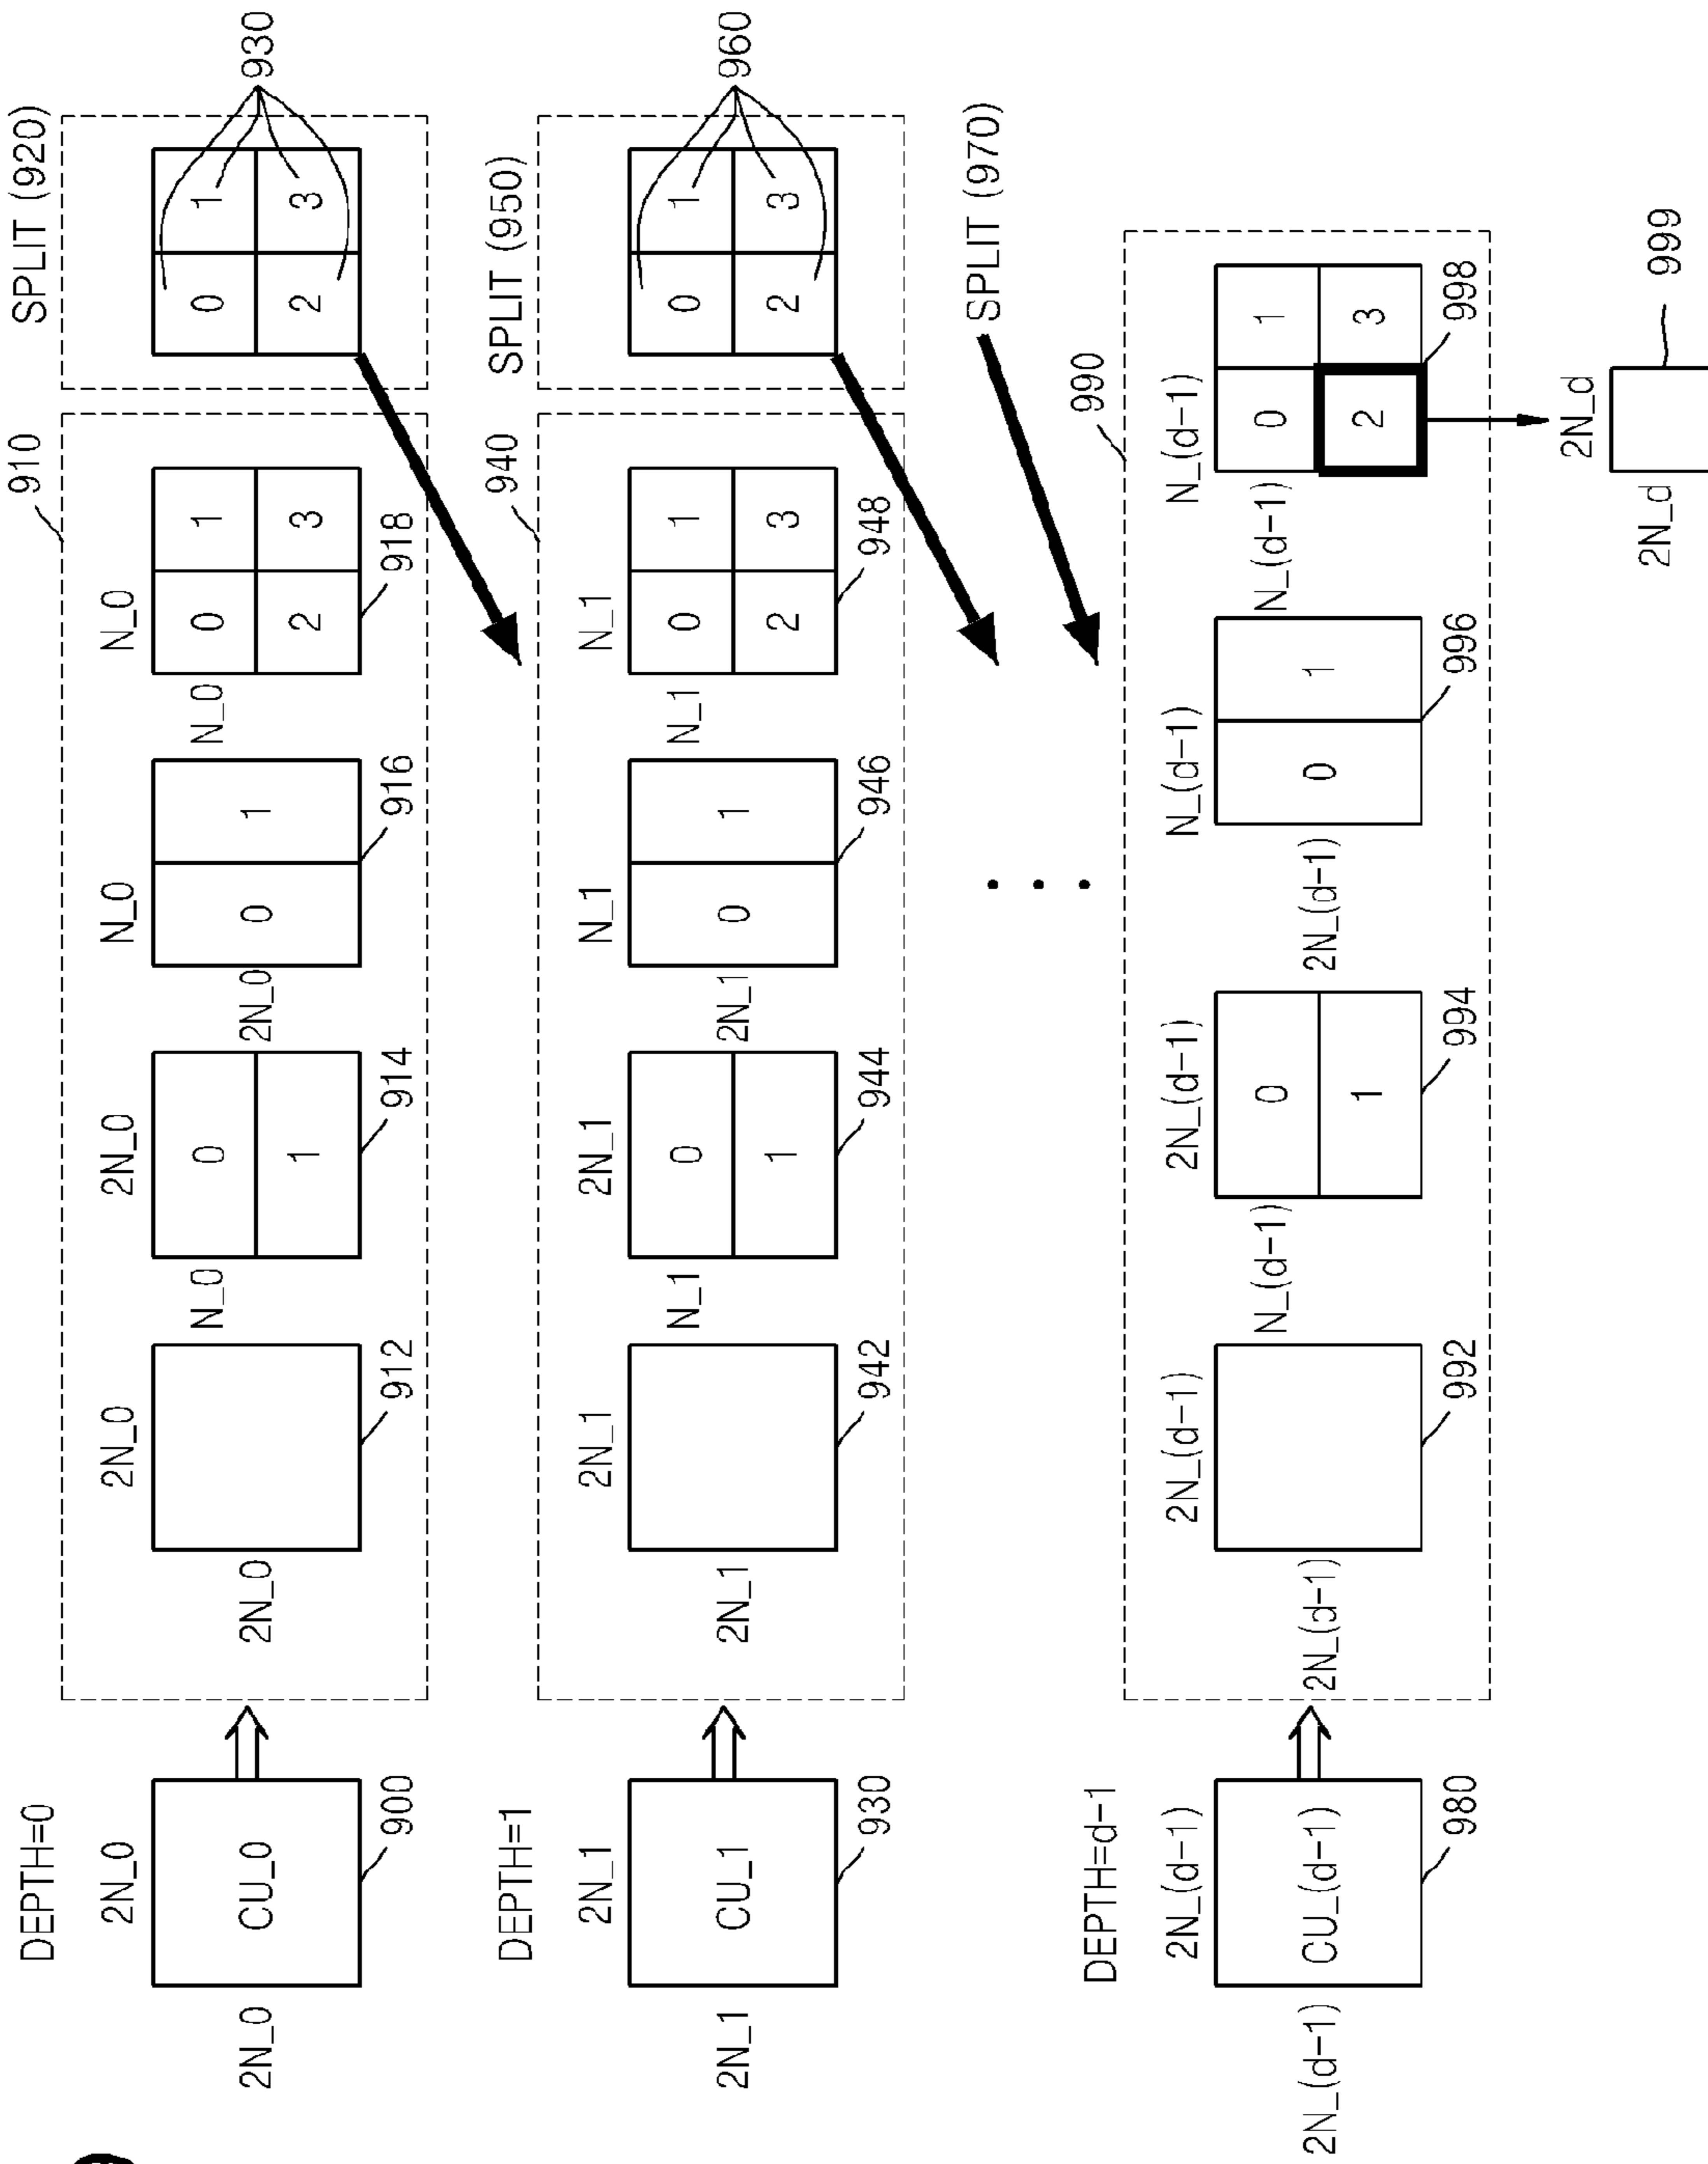 DEPTH=0
2N_0
2N_0
CU_0
900
910
2N_0
2N_0
912
2N_0
N_0
0
1
914
N_0
2N_0
0 1
916
N_0
N_0
0 1
2 3
918
SPLIT (920)
0 1
2 3
930
DEPTH=1
2N_1
2N_1
CU_1
930
940
2N_1
2N_1
942
2N_1
N_1
0
1
944
N_1
2N_1
0 1
946
N_1
N_1
0 1
2 3
948
SPLIT (950)
0 1
2 3
960
SPLIT (970)
DEPTH=d-1
2N_(d-1)
2N_(d-1)
CU_(d-1)
980
990
2N_(d-1)
2N_(d-1)
992
2N_(d-1)
N_(d-1)
0
1
994
N_(d-1)
2N_(d-1)
0 1
996
N_(d-1)
N_(d-1)
0 1
2 3
998
2N_d
2N_d
999